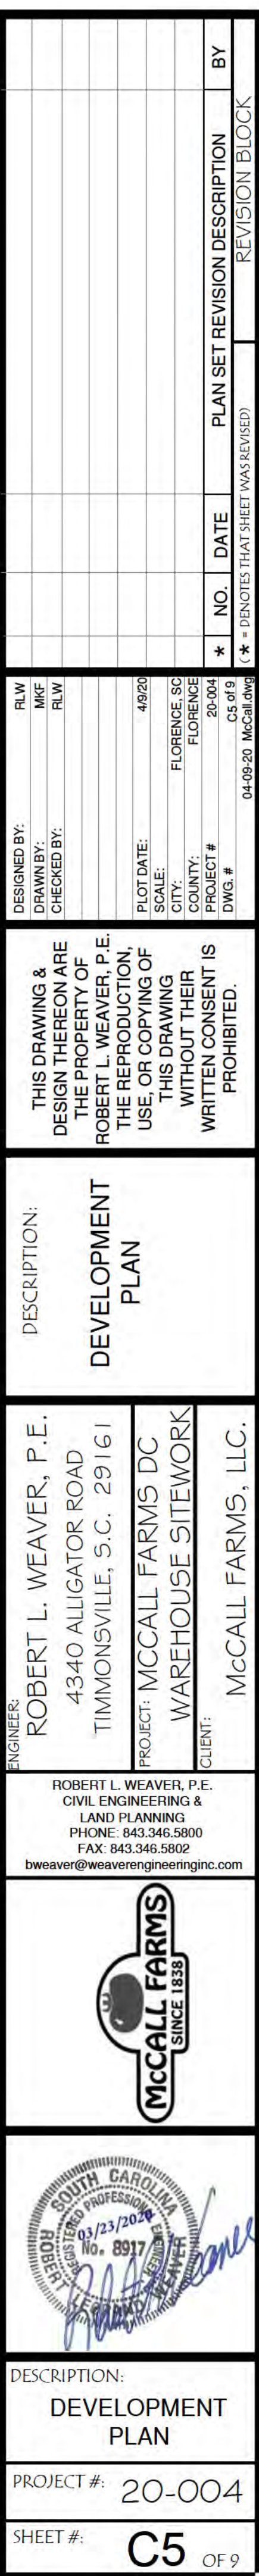 BY
PLAN SET REVISION DESCRIPTION
DATE
NO.
*
REVISION BLOCK
( * = DENOTES THAT SHEET WAS REVISED)
DESIGNED BY: RLW
DRAWN BY: MKF
CHECKED BY: RLW
PLOT DATE: 4/9/20
SCALE:
CITY: FLORENCE, SC
COUNTY: FLORENCE
PROJECT # 20-004
DWG. # C5 of 9
04-09-20 McCall.dwg
THIS DRAWING &
DESIGN THEREON ARE
THE PROPERTY OF
ROBERT L. WEAVER, P.E.
THE REPRODUCTION,
USE, OR COPYING OF
THIS DRAWING
WITHOUT THEIR
WRITTEN CONSENT IS
PROHIBITED.
DESCRIPTION:
DEVELOPMENT
PLAN
ENGINEER:
ROBERT L. WEAVER, P.E.
4340 ALLIGATOR ROAD
TIMMONSVILLE, S.C. 29161
PROJECT: MCCALL FARMS DC
WAREHOUSE SITEWORK
CLIENT:
McCALL FARMS, LLC.
ROBERT L. WEAVER, P.E.
CIVIL ENGINEERING &
LAND PLANNING
PHONE: 843.346.5800
FAX: 843.346.5802
bweaver@weaverengineeringinc.com
McCALL FARMS
SINCE 1838
SOUTH CAROLINA
REGISTERED PROFESSIONAL ENGINEER
03/23/2020
No. 8917
ROBERT WEAVER
DESCRIPTION:
DEVELOPMENT
PLAN
PROJECT #: 20-004
SHEET #: C5 OF 9